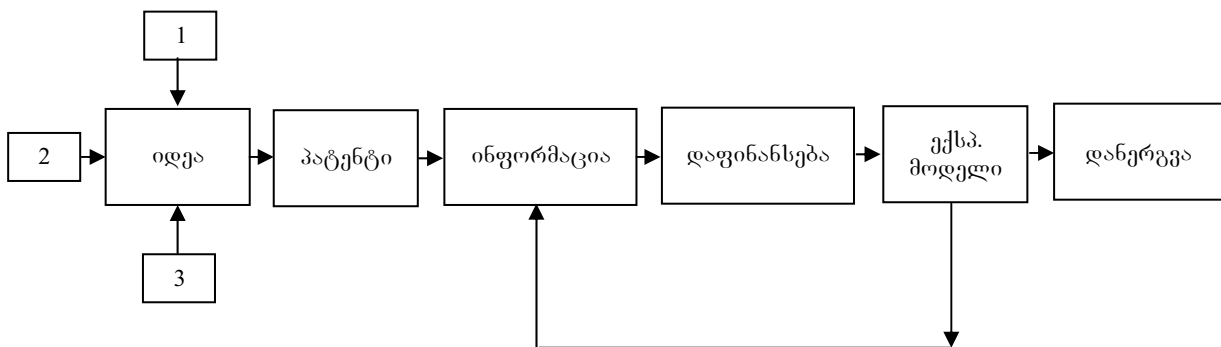 1
2
იდეა
პატენტი
ინფორმაცია
დაფინანსება
ექსპ.
მოდელი
დანერგვა
3